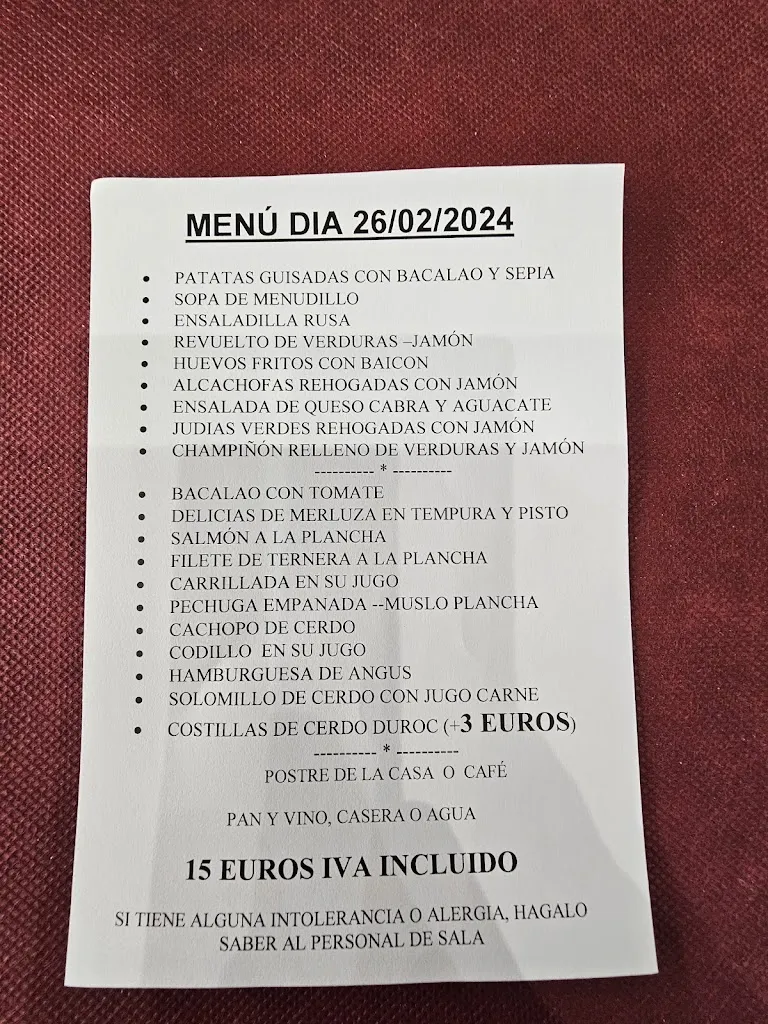 MENÚ DIA 26/02/2024
• PATATAS GUISADAS CON BACALAO Y SEPIA
• SOPA DE MENUDILLO
• ENSALADILLA RUSA
• REVUELTO DE VERDURAS –JAMÓN
• HUEVOS FRITOS CON BAICON
• ALCACHOFAS REHOGADAS CON JAMÓN
• ENSALADA DE QUESO CABRA Y AGUACATE
• JUDIAS VERDES REHOGADAS CON JAMÓN
• CHAMPIÑÓN RELLENO DE VERDURAS Y JAMÓN
---------- * ----------
• BACALAO CON TOMATE
• DELICIAS DE MERLUZA EN TEMPURA Y PISTO
• SALMÓN A LA PLANCHA
• FILETE DE TERNERA A LA PLANCHA
• CARRILLADA EN SU JUGO
• PECHUGA EMPANADA --MUSLO PLANCHA
• CACHOPO DE CERDO
• CODILLO EN SU JUGO
• HAMBURGUESA DE ANGUS
• SOLOMILLO DE CERDO CON JUGO CARNE
• COSTILLAS DE CERDO DUROC (+3 EUROS)
---------- * ----------
POSTRE DE LA CASA O CAFÉ
PAN Y VINO, CASERA O AGUA
15 EUROS IVA INCLUIDO
SI TIENE ALGUNA INTOLERANCIA O ALERGIA, HAGALO
SABER AL PERSONAL DE SALA